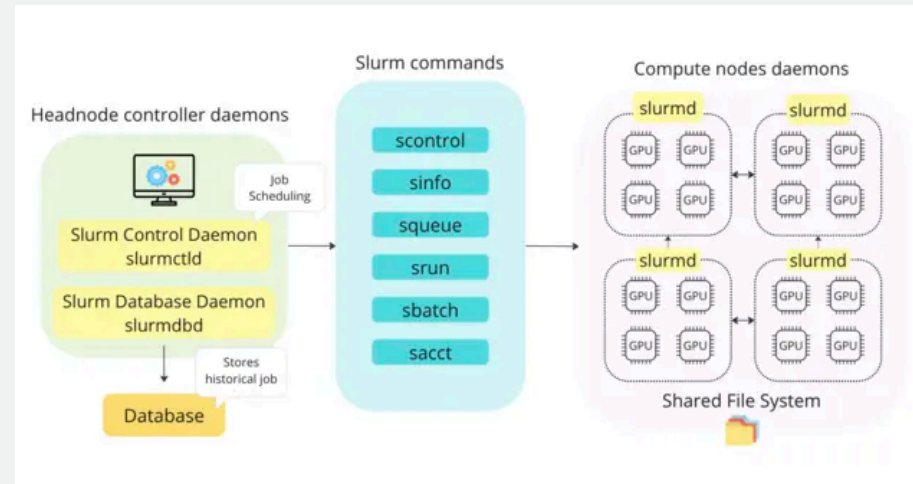 Headnode controller daemons
Job
Scheduling
Slurm Control Daemon
slurmctld
Slurm Database Daemon
slurmdbd
Stores
historical job
Database
Slurm commands
scontrol
sinfo
squeue
srun
sbatch
sacct
Compute nodes daemons
slurmd
slurmd
GPU GPU GPU GPU
GPU GPU GPU GPU
slurmd
slurmd
GPU GPU GPU GPU
GPU GPU GPU GPU
Shared File System